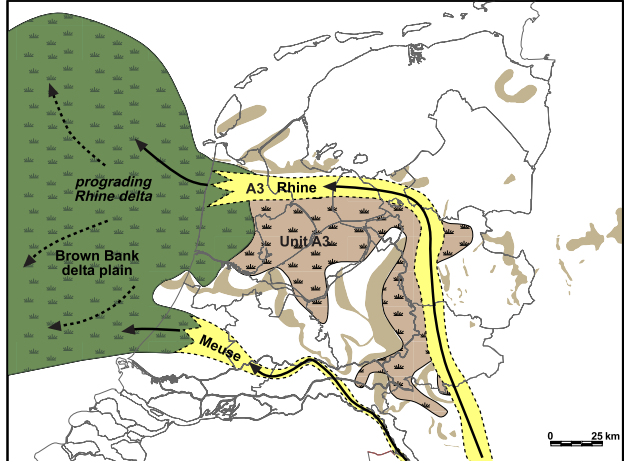 A3 Rhine
prograding
Rhine delta
Unit A3
Brown Bank
delta plain
Meuse
0 25 km